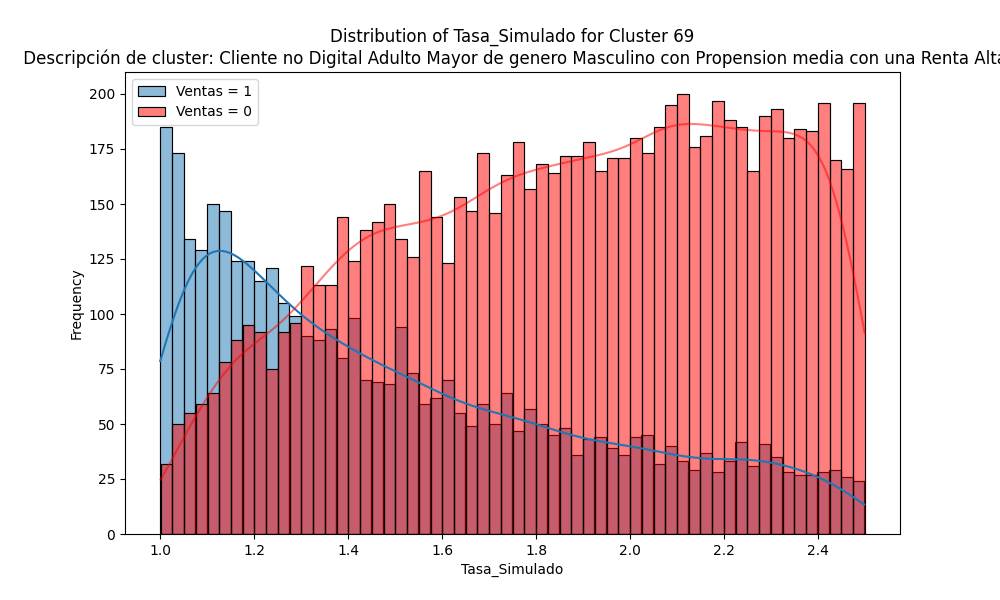 Distribution of Tasa_Simulado for Cluster 69
Descripción de cluster: Cliente no Digital Adulto Mayor de genero Masculino con Propension media con una Renta Alta
Ventas = 1
Ventas = 0
Frequency
200
175
150
125
100
75
50
25
0
1.0 1.2 1.4 1.6 1.8 2.0 2.2 2.4
Tasa_Simulado